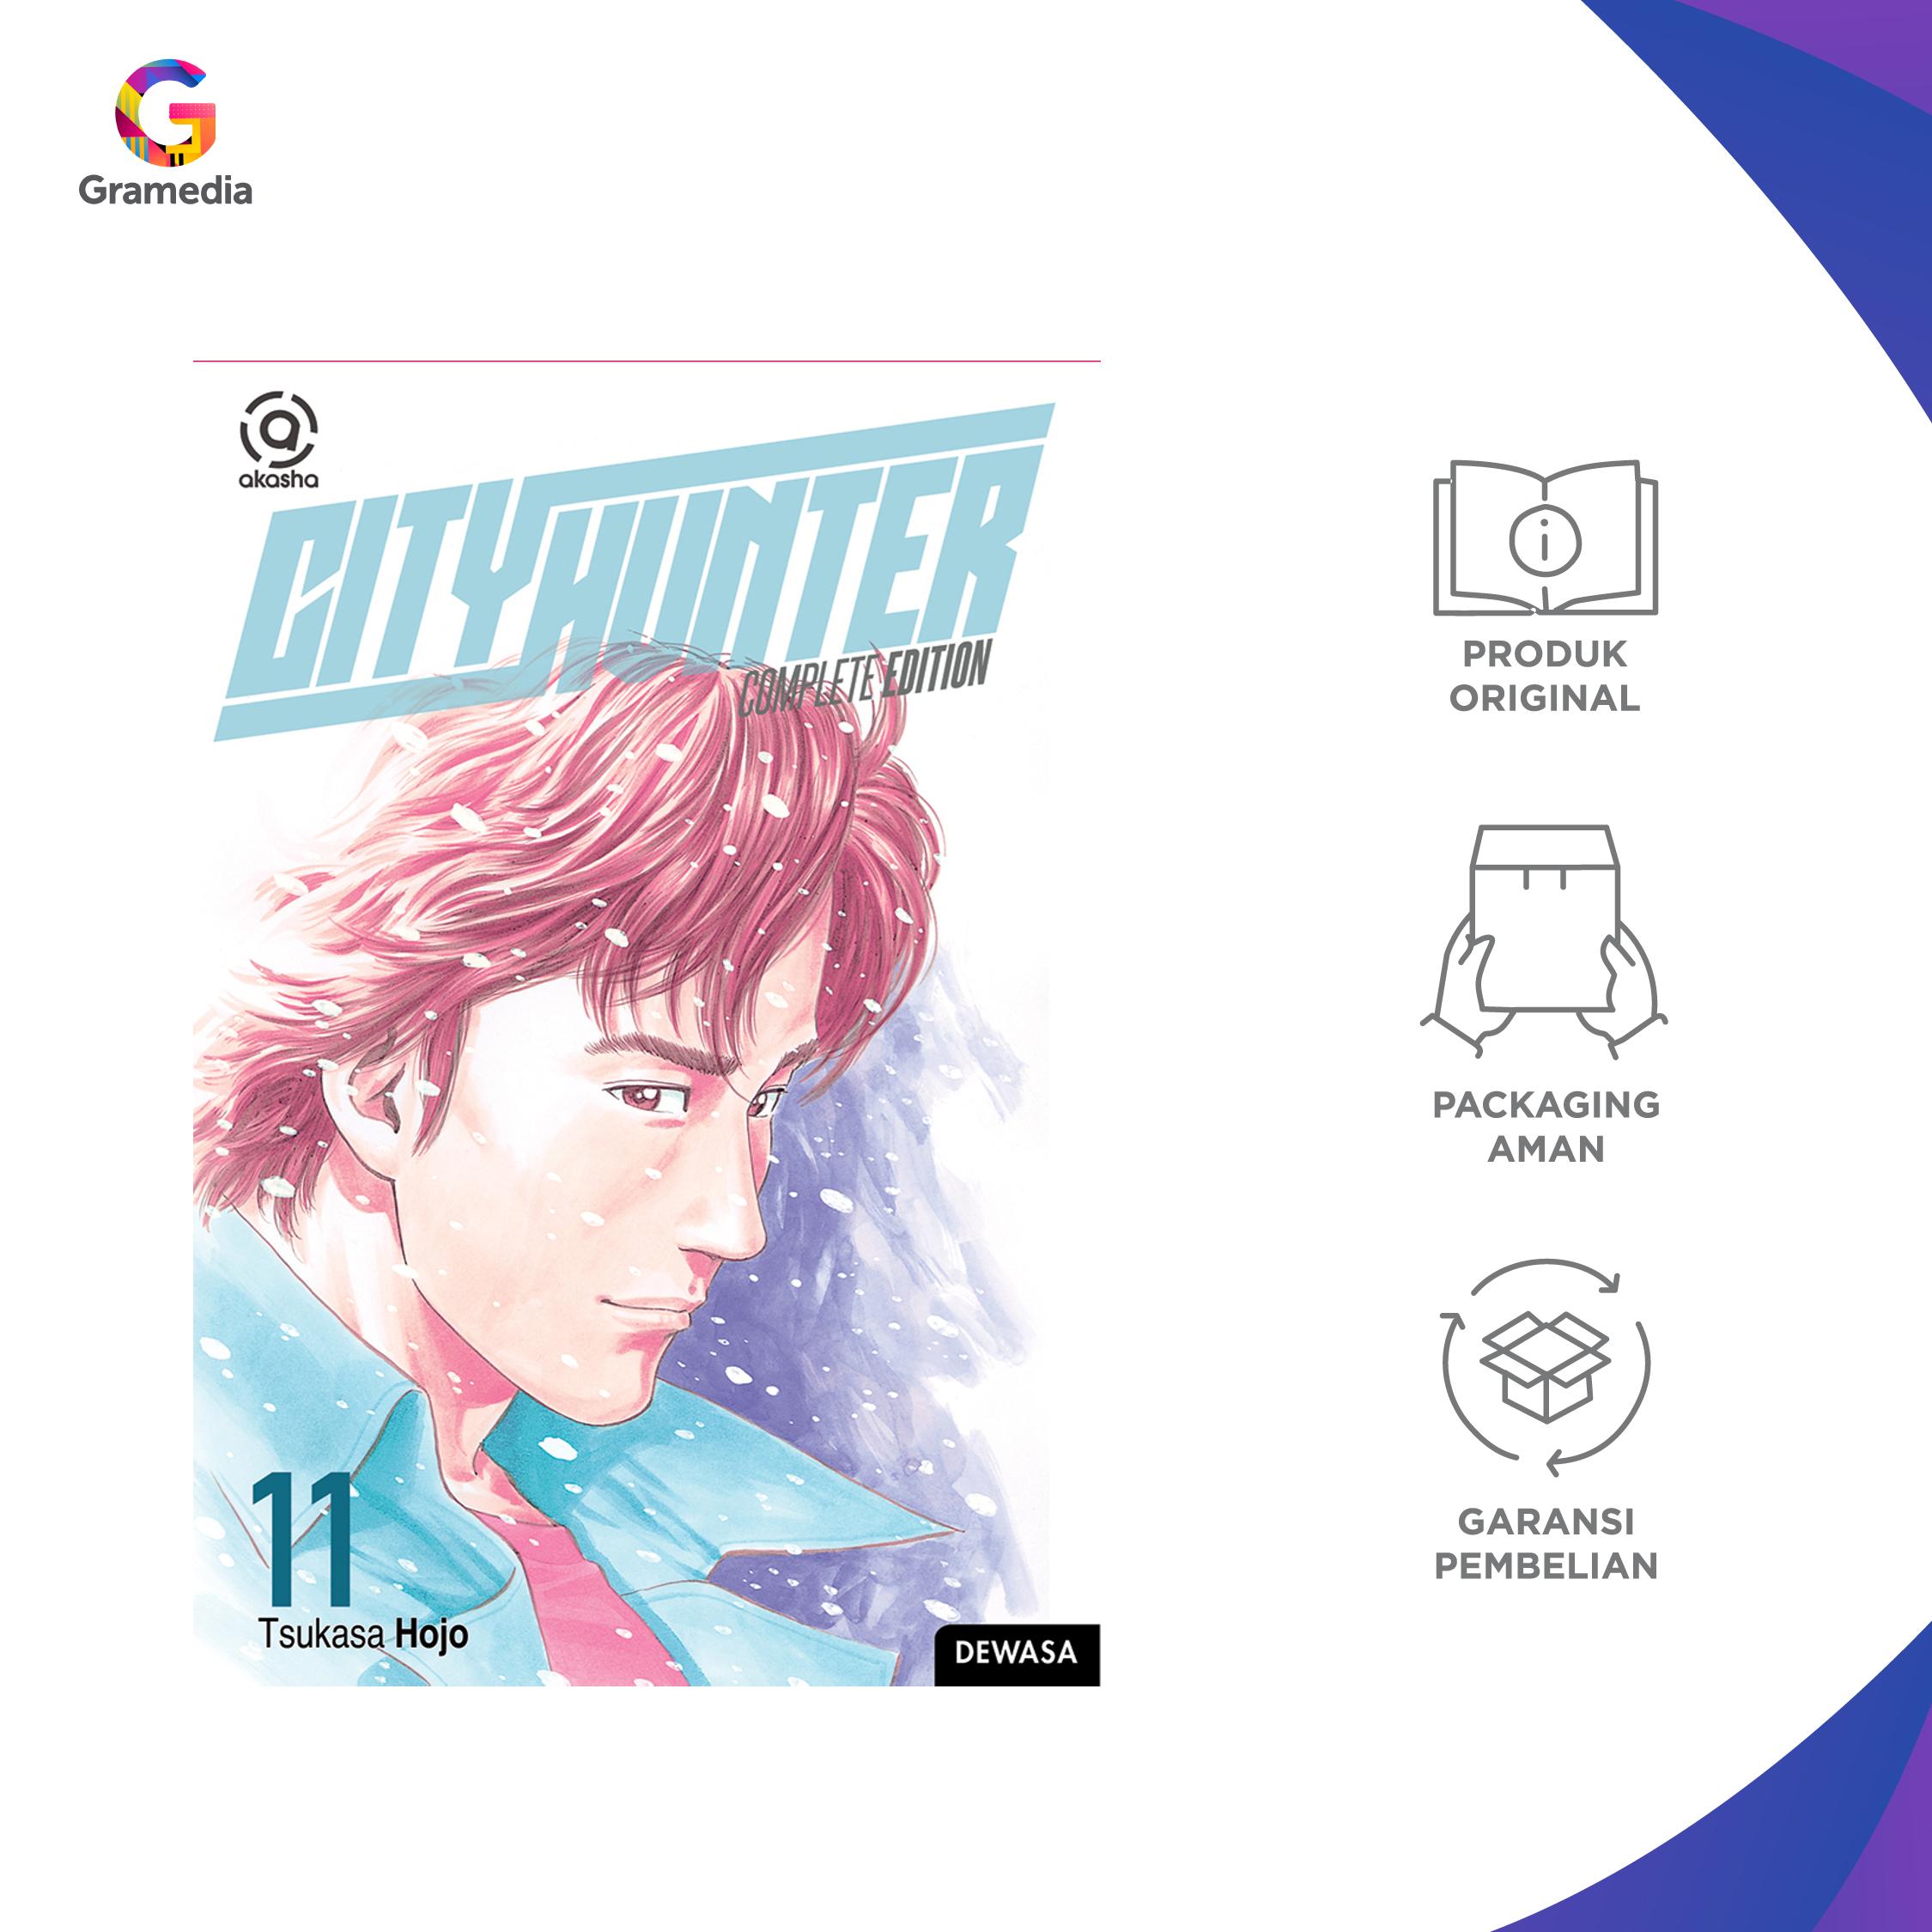 Gramedia
akasha
CITY HUNTER
COMPLETE EDITION
11
Tsukasa Hojo
DEWASA
PRODUK
ORIGINAL
PACKAGING
AMAN
GARANSI
PEMBELIAN